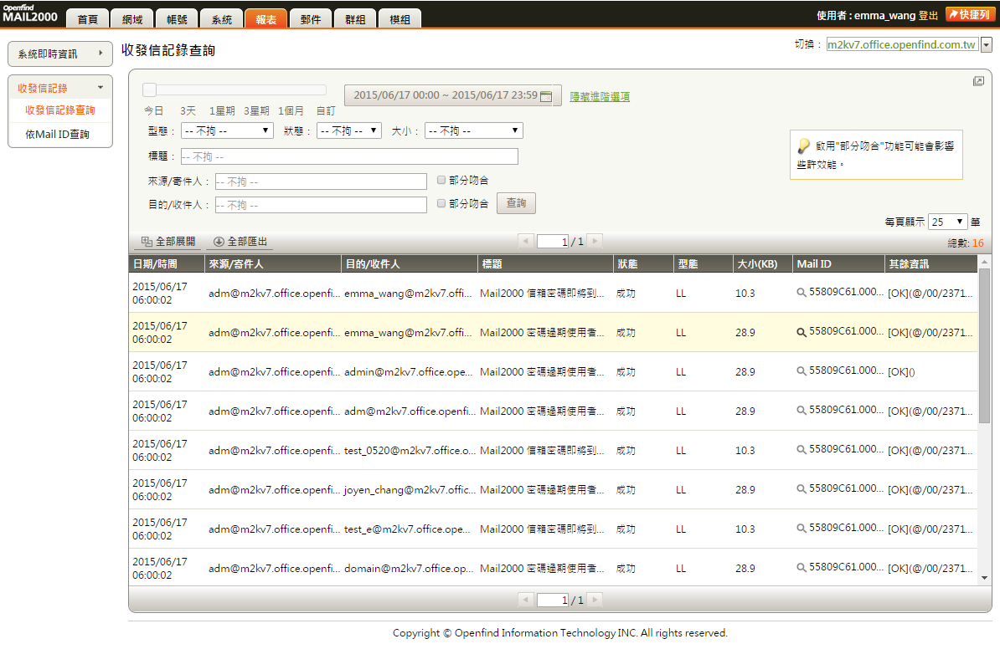 Openfind
MAIL2000 首頁 網域 帳號 系統 報表 郵件 群組 模組 使用者 : emma_wang 登出 快捷列
系統即時資訊
收發信記錄
收發信記錄查詢
依Mail ID查詢
收發信記錄查詢 切換： m2kv7.office.openfind.com.tw
2015/06/17 00:00 ~ 2015/06/17 23:59 隱藏進階選項
今日 3天 1星期 3星期 1個月 自訂
型態： -- 不拘 -- 狀態： -- 不拘 -- 大小： -- 不拘 --
標題： -- 不拘 --
來源/寄件人： -- 不拘 -- 部分吻合
目的/收件人： -- 不拘 -- 部分吻合 查詢
啟用"部分吻合"功能可能會影響
些許效能。
每頁顯示 25 筆
全部展開 全部匯出 1 / 1 總數: 16
日期/時間 來源/寄件人 目的/收件人 標題 狀態 型態 大小(KB) Mail ID 其餘資訊
2015/06/17
06:00:02 adm@m2kv7.office.openfi... emma_wang@m2kv7.offi... Mail2000 信箱密碼即將到... 成功 LL 10.3 55809C61.000... [OK](@/00/2371...
2015/06/17
06:00:02 adm@m2kv7.office.openfi... emma_wang@m2kv7.offi... Mail2000 密碼過期使用者... 成功 LL 28.9 55809C61.000... [OK](@/00/2371...
2015/06/17
06:00:02 adm@m2kv7.office.openfi... admin@m2kv7.office.ope... Mail2000 密碼過期使用者... 成功 LL 28.9 55809C61.000... [OK]()
2015/06/17
06:00:02 adm@m2kv7.office.openfi... adm@m2kv7.office.openfi... Mail2000 密碼過期使用者... 成功 LL 28.9 55809C61.000... [OK](@/00/2371...
2015/06/17
06:00:02 adm@m2kv7.office.openfi... test_0520@m2kv7.office.o... Mail2000 信箱密碼即將到... 成功 LL 10.3 55809C61.000... [OK](@/00/2371...
2015/06/17
06:00:02 adm@m2kv7.office.openfi... joyen_chang@m2kv7.offic... Mail2000 密碼過期使用者... 成功 LL 28.9 55809C61.000... [OK](@/00/2371...
2015/06/17
06:00:02 adm@m2kv7.office.openfi... test_e@m2kv7.office.ope... Mail2000 信箱密碼即將到... 成功 LL 10.3 55809C61.000... [OK](@/00/2371...
2015/06/17
06:00:02 adm@m2kv7.office.openfi... domain@m2kv7.office.op... Mail2000 密碼過期使用者... 成功 LL 28.9 55809C61.000... [OK](@/00/2371...
1 / 1
Copyright © Openfind Information Technology INC. All rights reserved.